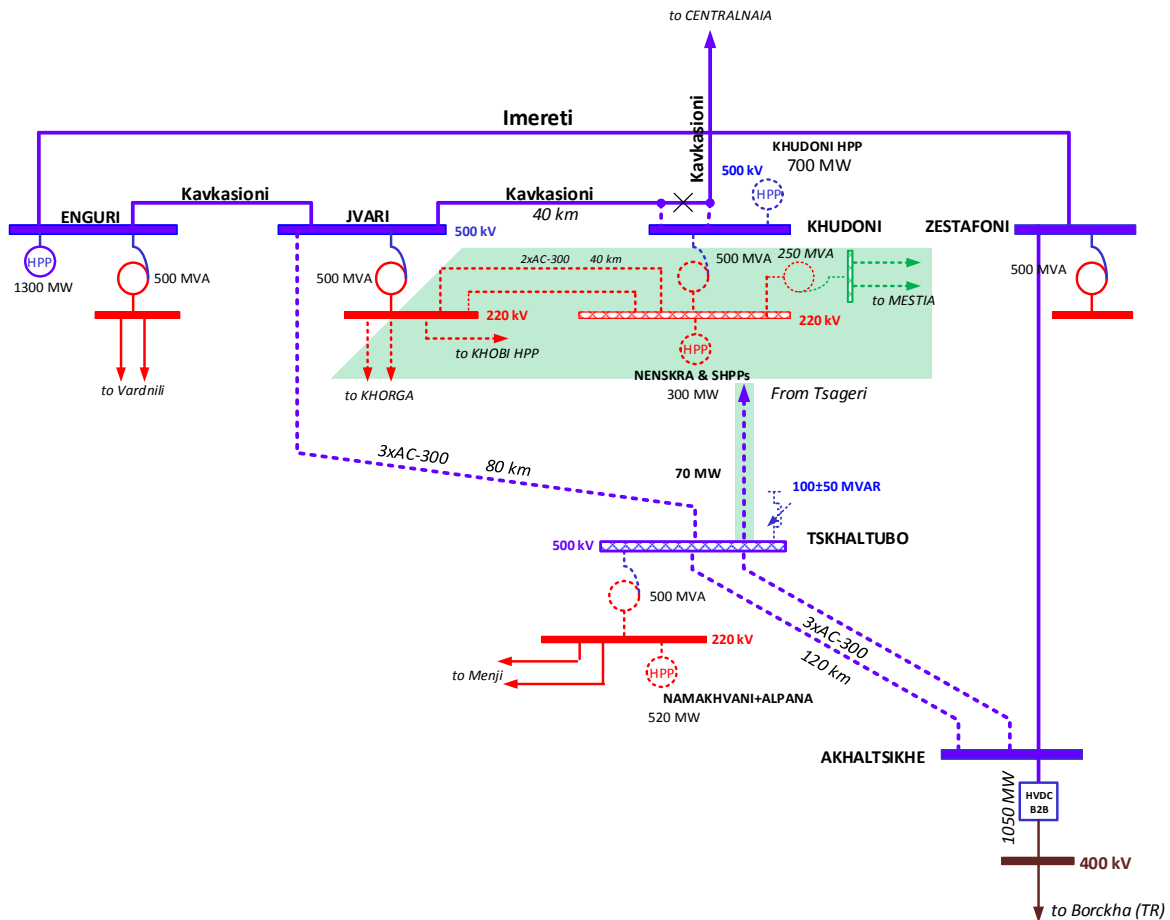 to CENTRALNAIA
Imereti
Kavkasioni
KHUDONI HPP
700 MW
500 kV
HPP
Kavkasioni
Kavkasioni
40 km
ENGURI
JVARI
500 kV
KHUDONI
ZESTAFONI
HPP
1300 MW
500 MVA
500 MVA
2xAC-300 40 km
500 MVA
250 MVA
500 MVA
to MESTIA
220 kV
220 kV
to KHOBI HPP
HPP
NENSKRA & SHPPs
300 MW
to Vardnili
to KHORGA
From Tsageri
3xAC-300 80 km
70 MW
100±50 MVAR
500 kV
TSKHALTUBO
500 MVA
3xAC-300
120 km
220 kV
to Menji
HPP
NAMAKHVANI+ALPANA
520 MW
AKHALTSIKHE
1050 MW
HVDC
B2B
400 kV
to Borckha (TR)